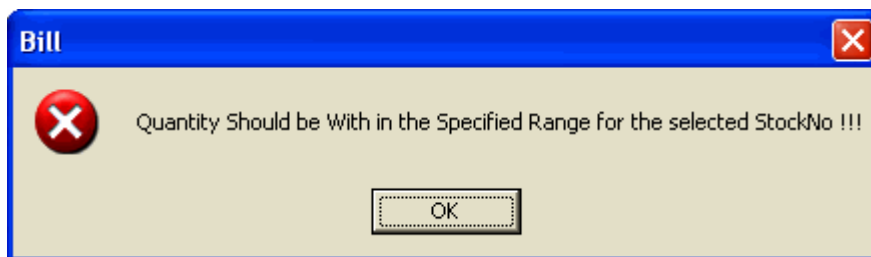 Bill
Quantity Should be With in the Specified Range for the selected StockNo !!!
OK